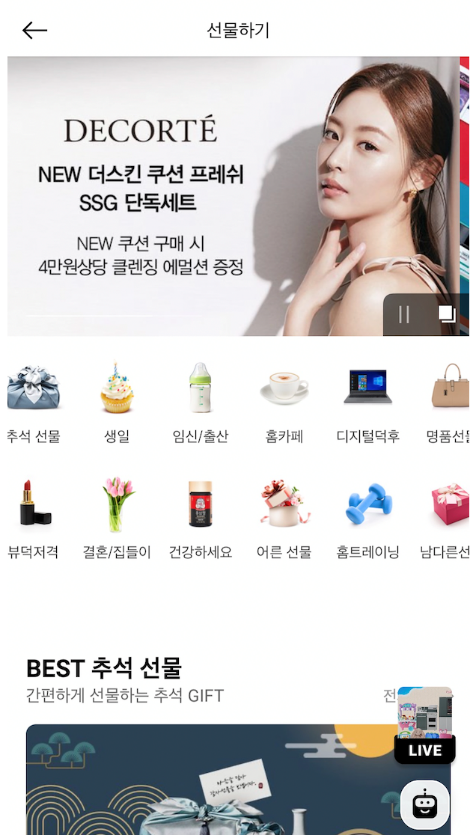 선물하기
DECORTÉ
NEW 더스킨 쿠션 프레쉬
SSG 단독세트
NEW 쿠션 구매 시
4만원상당 클렌징 에멀션 증정
추석 선물
생일
임신/출산
홈카페
디지털덕후
명품선
뷰덕저격
결혼/집들이
건강하세요
어른 선물
홈트레이닝
남다른선
BEST 추석 선물
간편하게 선물하는 추석 GIFT
전
LIVE